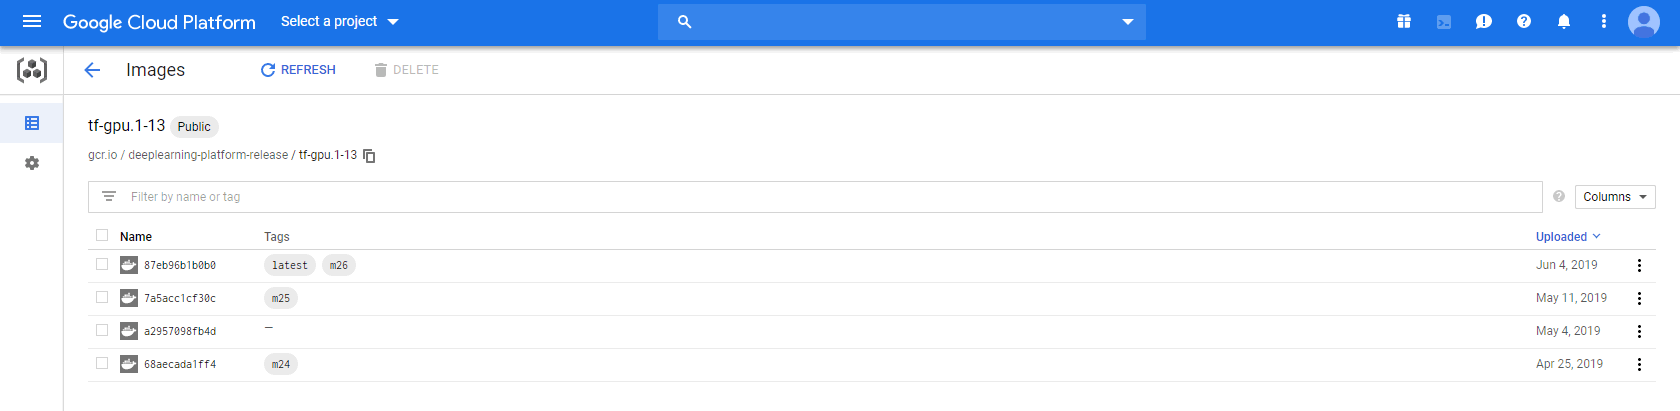 Google Cloud Platform Select a project
Images REFRESH DELETE
tf-gpu.1-13 Public
gcr.io / deeplearning-platform-release / tf-gpu.1-13
Filter by name or tag Columns
Name Tags Uploaded
87eb96b1b0b0 latest m26 Jun 4, 2019
7a5acc1cf30c m25 May 11, 2019
a2957098fb4d — May 4, 2019
68aecada1ff4 m24 Apr 25, 2019